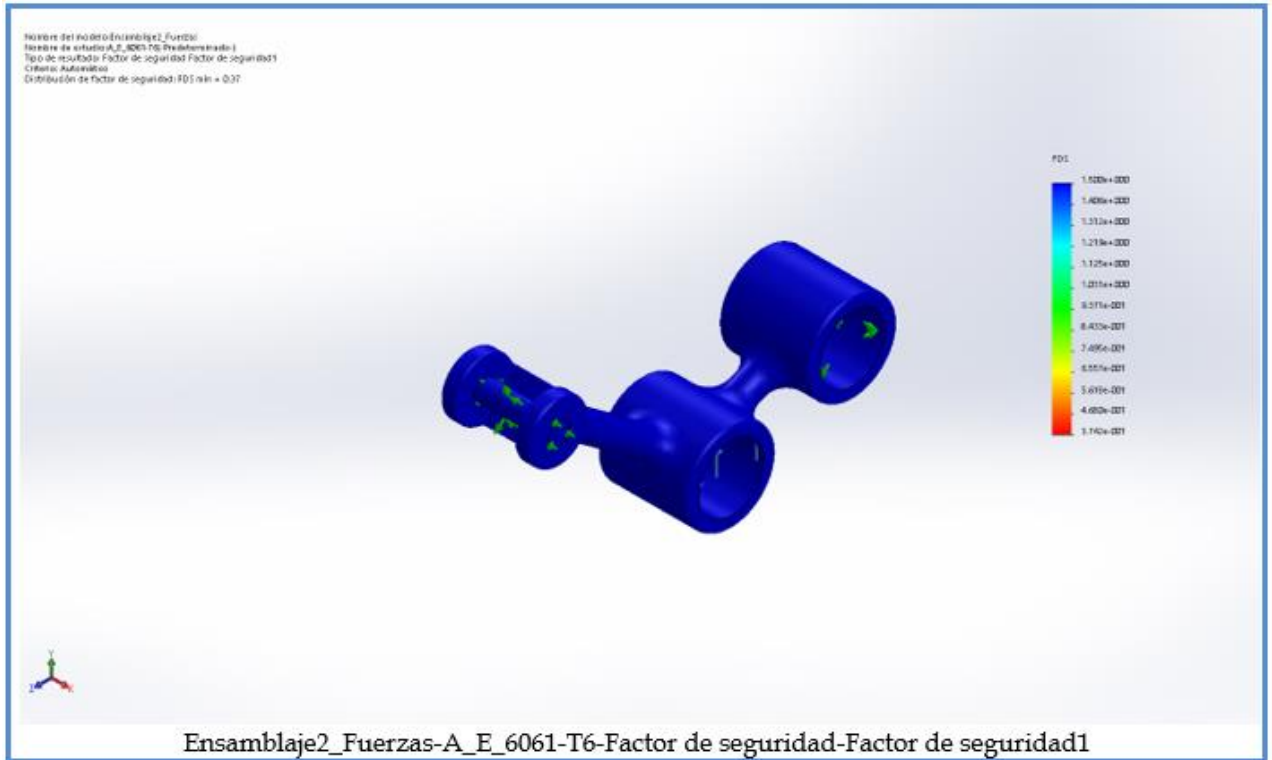 Nombre del modelo:Ensamblaje2_Fuerzas
Nombre de estudio:A_E_6061-T6(-Predeterminado-)
Tipo de resultado: Factor de seguridad Factor de seguridad1
Criterio: Automático
Distribución de factor de seguridad: FDS mín = 0.37
FDS
1.500e+000
1.406e+000
1.312e+000
1.219e+000
1.125e+000
1.031e+000
9.371e-001
8.433e-001
7.495e-001
6.557e-001
5.619e-001
4.680e-001
3.742e-001
Y
Z X
Ensamblaje2_Fuerzas-A_E_6061-T6-Factor de seguridad-Factor de seguridad1